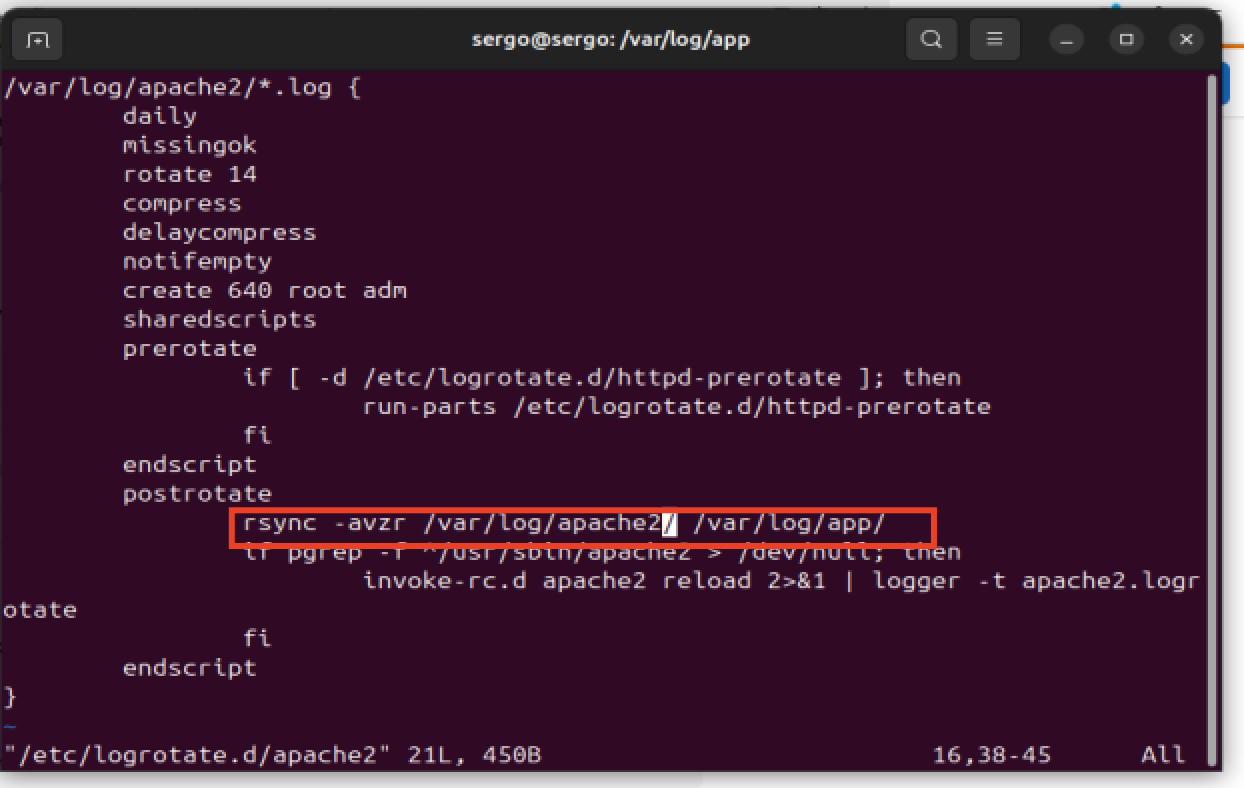 sergo@sergo: /var/log/app
/var/log/apache2/*.log {
        daily
        missingok
        rotate 14
        compress
        delaycompress
        notifempty
        create 640 root adm
        sharedscripts
        prerotate
                if [ -d /etc/logrotate.d/httpd-prerotate ]; then
                        run-parts /etc/logrotate.d/httpd-prerotate
                fi
        endscript
        postrotate
                rsync -avzr /var/log/apache2/ /var/log/app/
                if pgrep -f ^/usr/sbin/apache2 > /dev/null; then
                        invoke-rc.d apache2 reload 2>&1 | logger -t apache2.logr
otate
                fi
        endscript
}
~
"/etc/logrotate.d/apache2" 21L, 450B 16,38-45 All